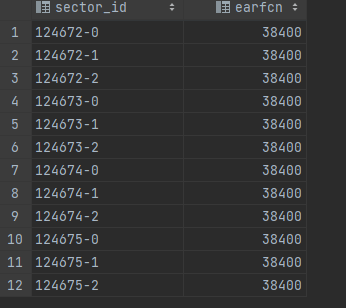 sector_id earfcn
1 124672-0 38400
2 124672-1 38400
3 124672-2 38400
4 124673-0 38400
5 124673-1 38400
6 124673-2 38400
7 124674-0 38400
8 124674-1 38400
9 124674-2 38400
10 124675-0 38400
11 124675-1 38400
12 124675-2 38400